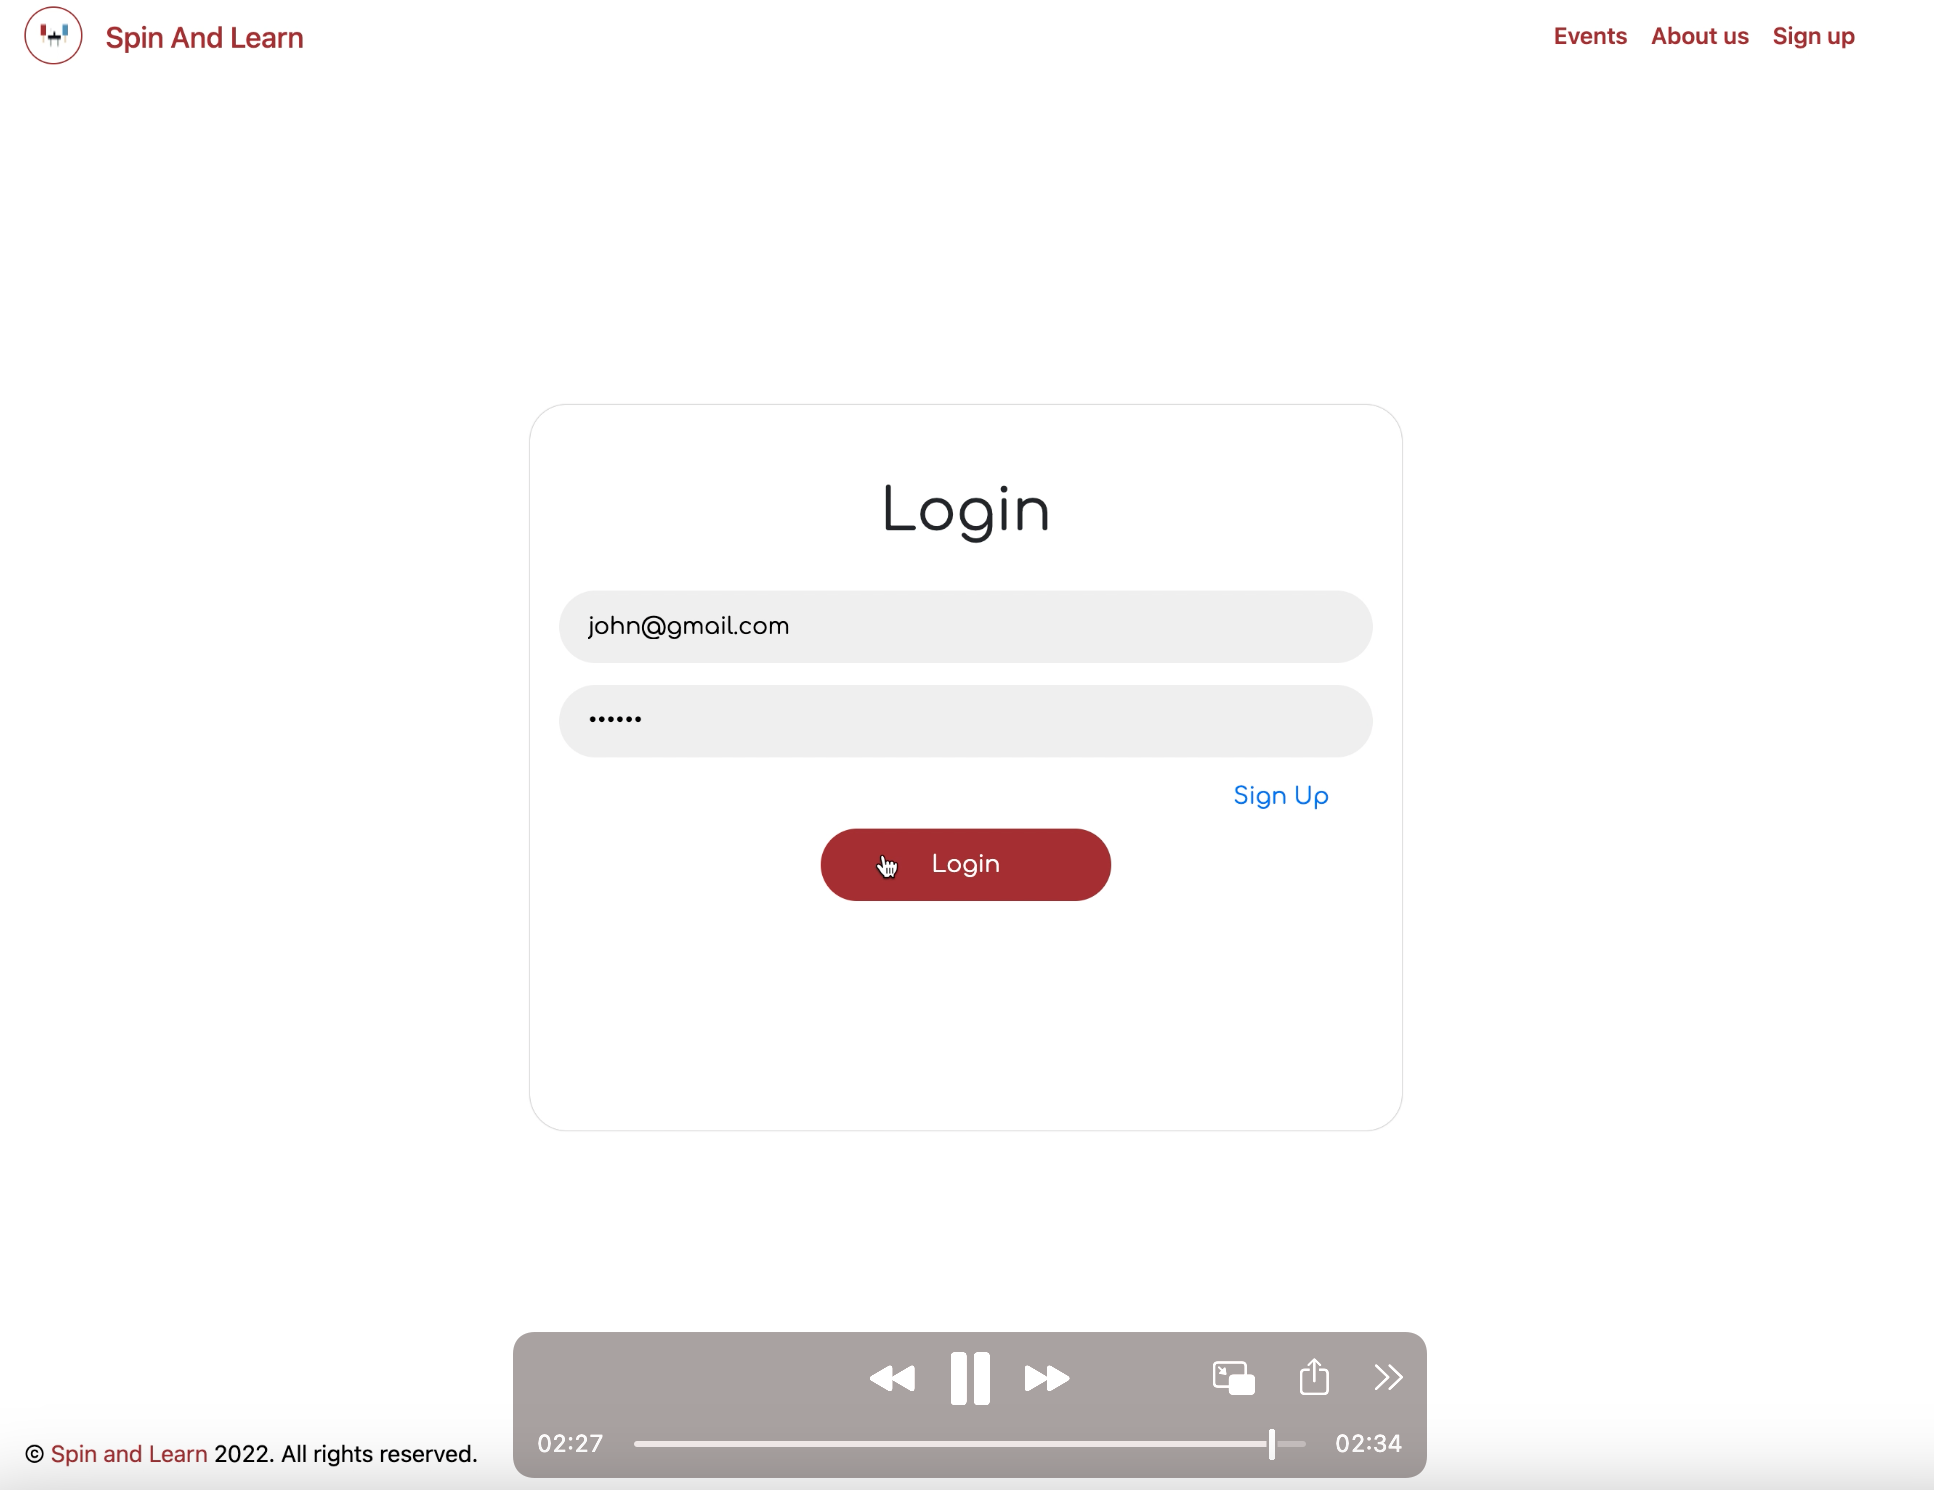 Spin And Learn
Events About us Sign up
Login
john@gmail.com
••••••
Sign Up
Login
02:27 02:34
© Spin and Learn 2022. All rights reserved.